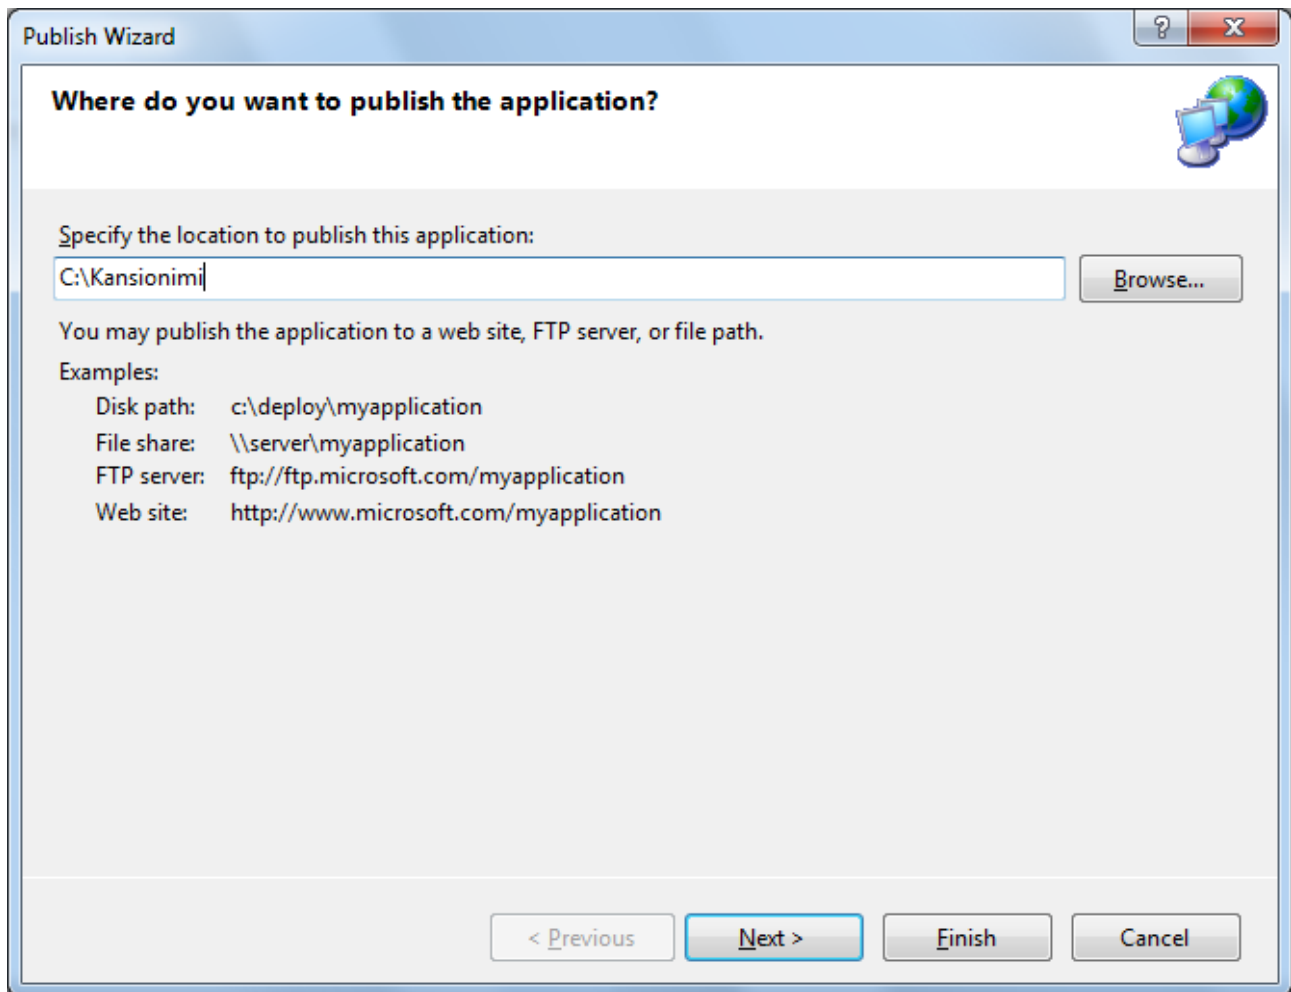 Publish Wizard
? X
Where do you want to publish the application?
Specify the location to publish this application:
C:\Kansionimi
Browse...
You may publish the application to a web site, FTP server, or file path.
Examples:
Disk path: c:\deploy\myapplication
File share: \\server\myapplication
FTP server: ftp://ftp.microsoft.com/myapplication
Web site: http://www.microsoft.com/myapplication
< Previous Next > Finish Cancel